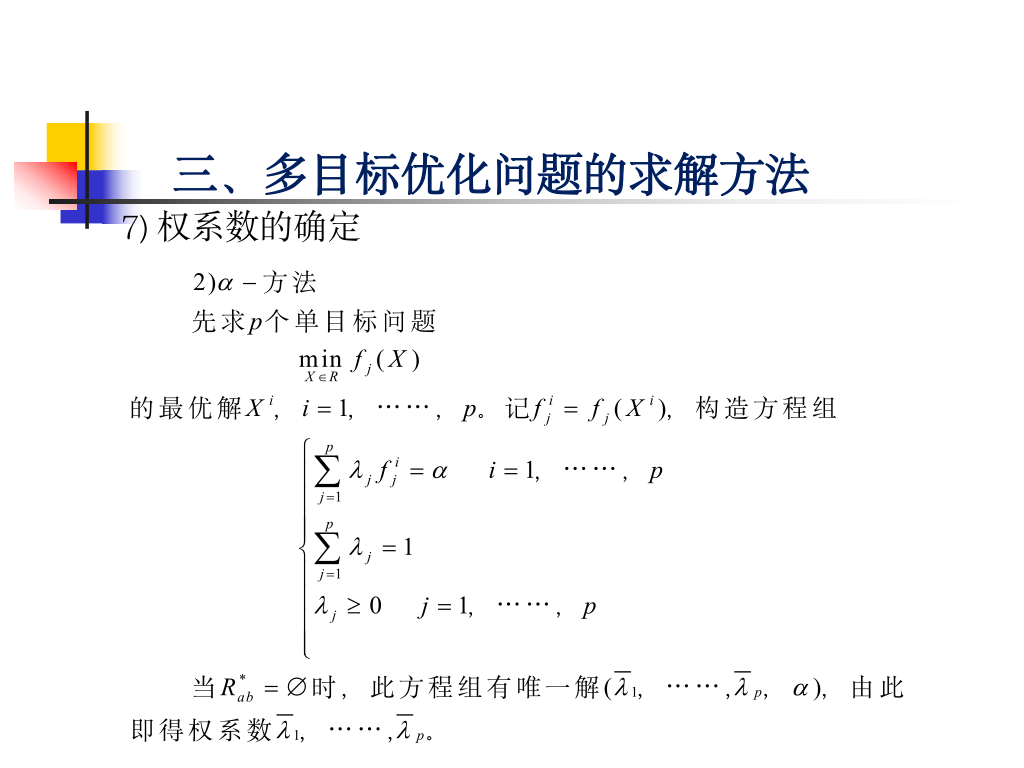 三、多目标优化问题的求解方法
7) 权系数的确定
2)α－方法
先求p个单目标问题
min f_j(X)
X∈R
的最优解X^i, i=1, ……, p。记f_j^i = f_j(X^i), 构造方程组
∑_{j=1}^{p} λ_j f_j^i = α i=1, ……, p
∑_{j=1}^{p} λ_j = 1
λ_j ≥ 0 j=1, ……, p
当R_{ab}^* = ∅时, 此方程组有唯一解(λ̅_1, ……, λ̅_p, α), 由此
即得权系数λ̅_1, ……, λ̅_p。